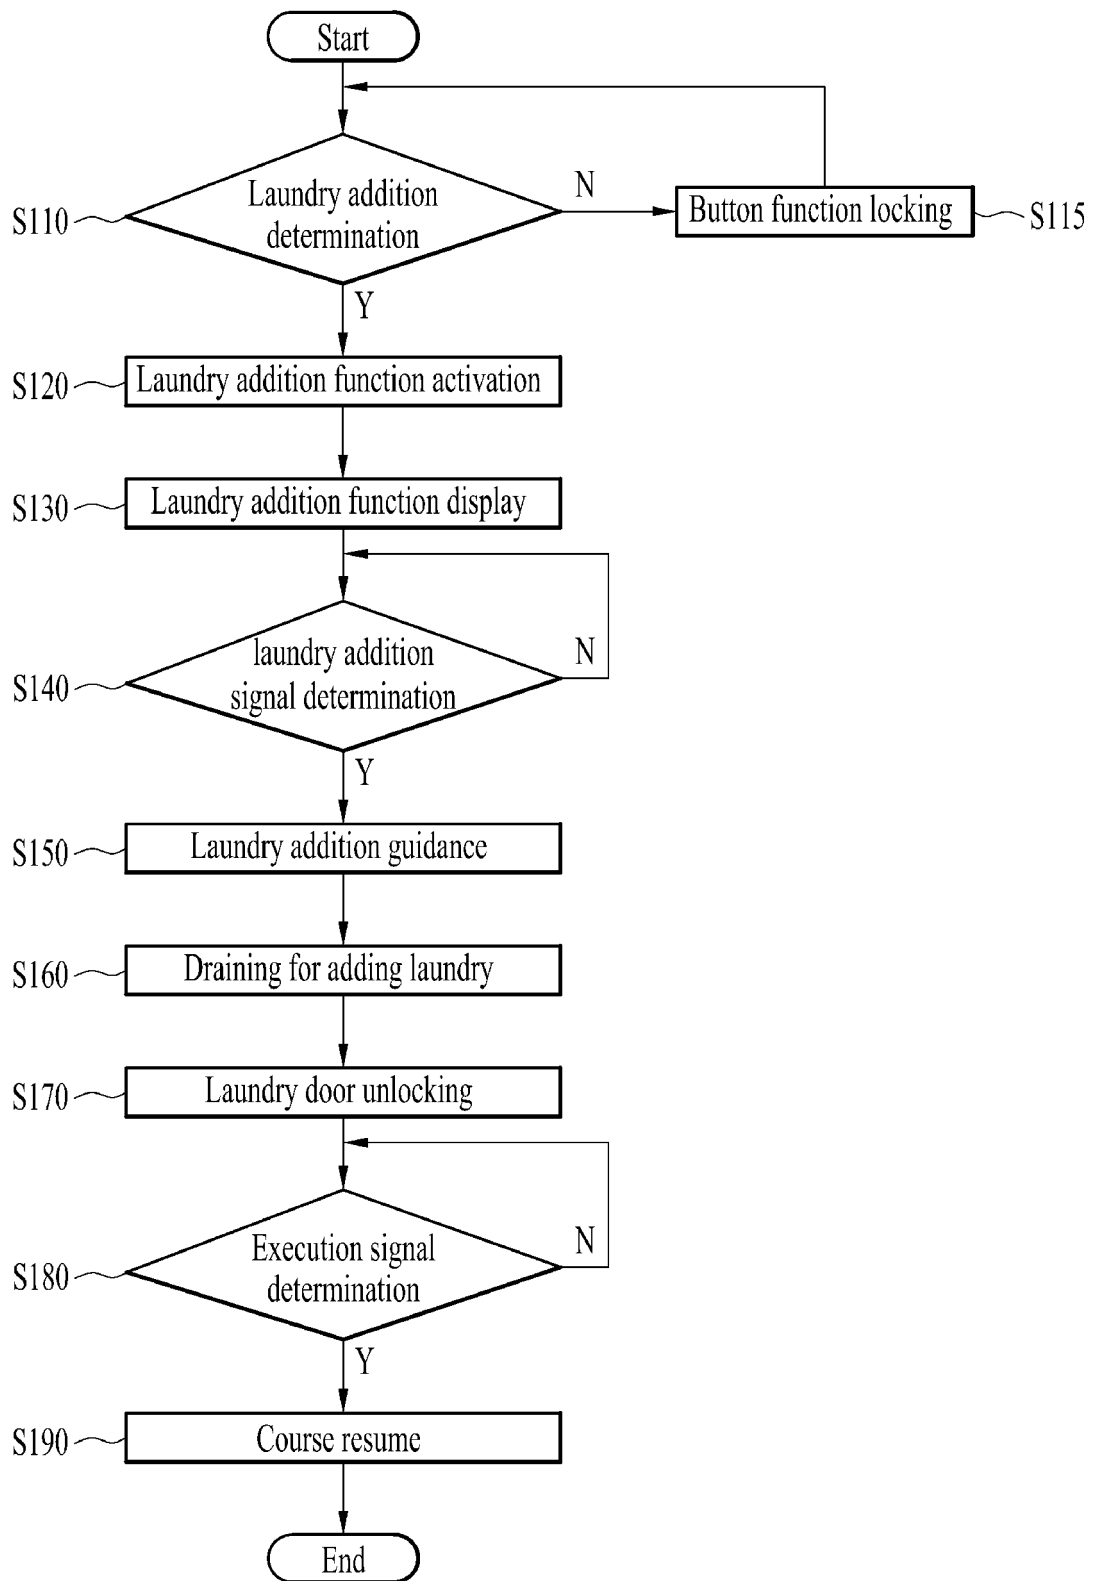 Start
Laundry addition
determination
S110
N
Button function locking
S115
Y
S120
Laundry addition function activation
S130
Laundry addition function display
laundry addition
signal determination
S140
N
Y
S150
Laundry addition guidance
S160
Draining for adding laundry
S170
Laundry door unlocking
Execution signal
determination
S180
N
Y
S190
Course resume
End